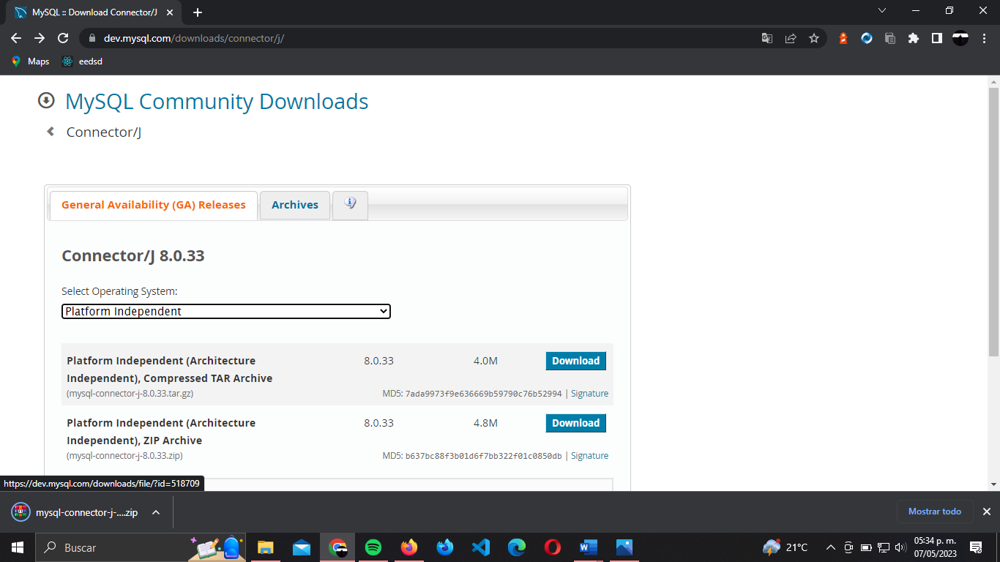 MySQL :: Download Connector/J
dev.mysql.com/downloads/connector/j/
Maps eedsd
MySQL Community Downloads
Connector/J
General Availability (GA) Releases Archives
Connector/J 8.0.33
Select Operating System:
Platform Independent
Platform Independent (Architecture 8.0.33 4.0M Download
Independent), Compressed TAR Archive
(mysql-connector-j-8.0.33.tar.gz) MD5: 7ada9973f9e636669b59790c76b52994 | Signature
Platform Independent (Architecture 8.0.33 4.8M Download
Independent), ZIP Archive
(mysql-connector-j-8.0.33.zip) MD5: b637bc88f3b01d6f7bb322f01c0850db | Signature
https://dev.mysql.com/downloads/file/?id=518709
mysql-connector-j-....zip Mostrar todo
Buscar 21°C 05:34 p. m.
07/05/2023